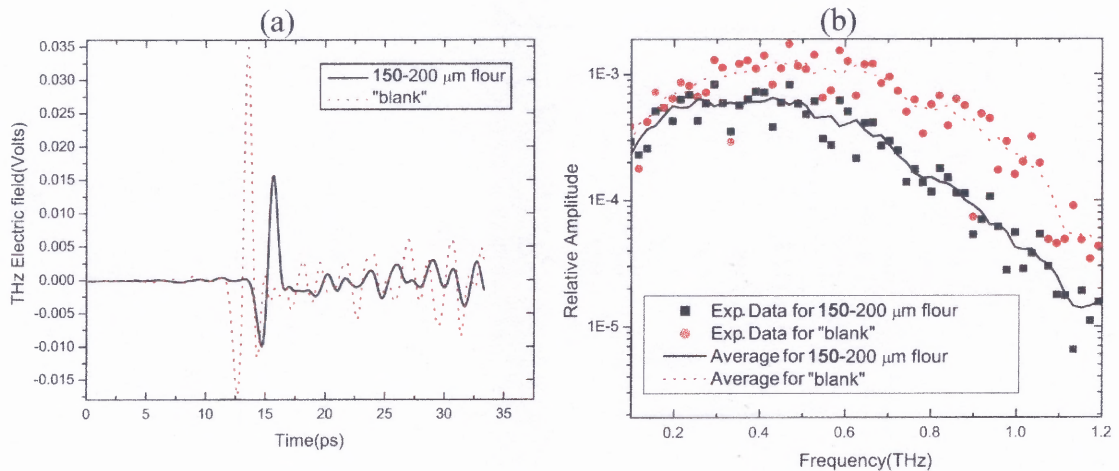 (a)
THz Electric field(Volts)
0.035
0.030
0.025
0.020
0.015
0.010
0.005
0.000
-0.005
-0.010
-0.015
150-200 μm flour
"blank"
0
5
10
15
20
25
30
35
Time(ps)
(b)
Relative Amplitude
1E-3
1E-4
1E-5
Exp. Data for 150-200 μm flour
Exp. Data for "blank"
Average for 150-200 μm flour
Average for "blank"
0.2
0.4
0.6
0.8
1.0
1.2
Frequency(THz)